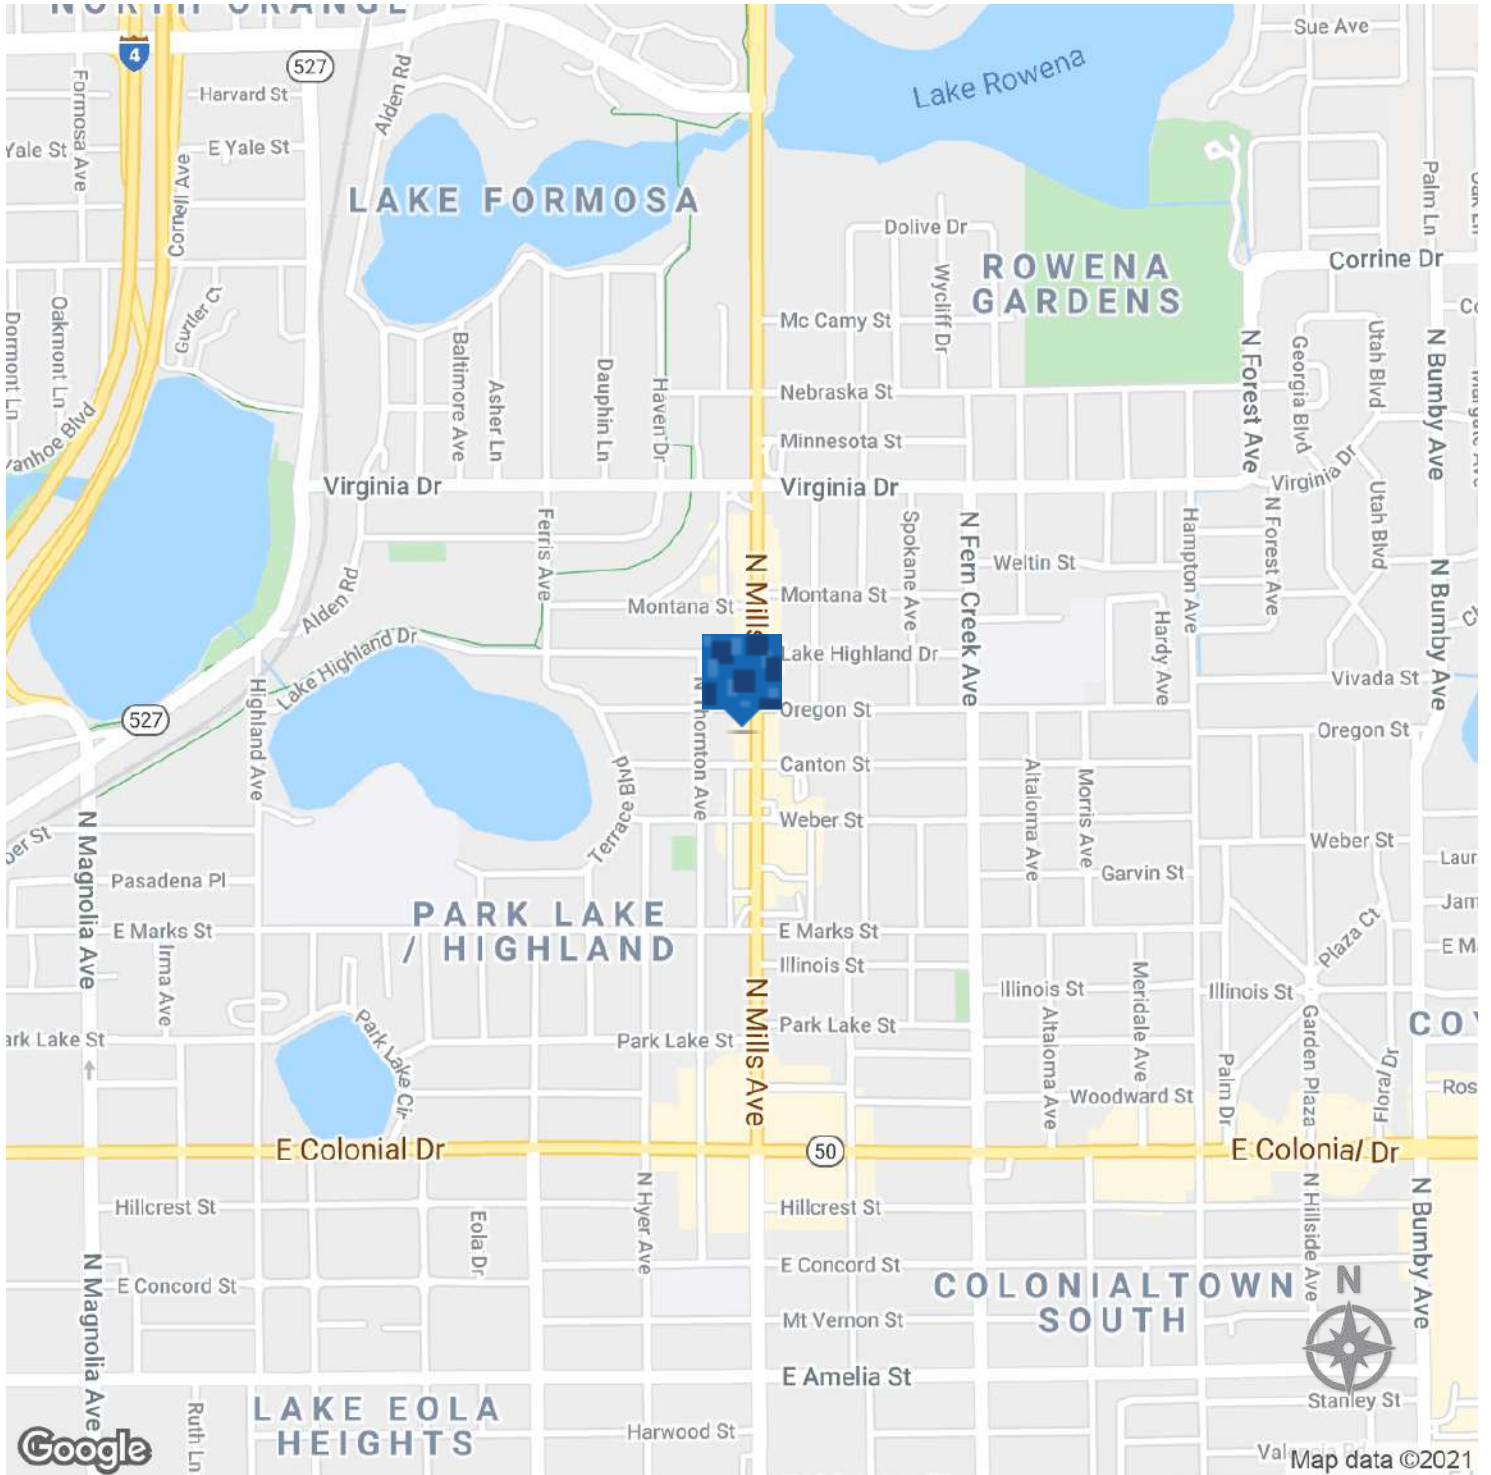 NORTH ORANGE
Sue Ave
4
527
Formosa Ave
Harvard St
Alden Rd
Lake Rowena
Yale St
E Yale St
Cornell Ave
Palm Ln
Oak Ln
LAKE FORMOSA
Dolive Dr
Corrine Dr
ROWENA
GARDENS
Wycliff Dr
Gurtler Ct
Oakmont Ln
Dormont Ln
Mc Camy St
Baltimore Ave
Asher Ln
Dauphin Ln
Haven Dr
N Forest Ave
Georgia Blvd
Utah Blvd
N Bumby Ave
Nebraska St
Minnesota St
Virginia Dr
Virginia Dr
Virginia Dr
Ferris Ave
Spokane Ave
N Fern Creek Ave
Hampton Ave
N Forest Ave
Utah Blvd
N Mills
Weltin St
N Bumby Ave
Alden Rd
Montana St
Montana St
Hardy Ave
Lake Highland Dr
Lake Highland Dr
Vivada St
527
Highland Ave
N Thornton Ave
Oregon St
Oregon St
Terrace Blvd
Canton St
Altaloma Ave
Morris Ave
N Magnolia Ave
Weber St
Weber St
Pasadena Pl
Garvin St
Plaza Ct
PARK LAKE
/ HIGHLAND
E Marks St
E Marks St
Irma Ave
Illinois St
Meridale Ave
Illinois St
Illinois St
N Mills Ave
Park Lake St
Park Lake Cir
Park Lake St
Altaloma Ave
Garden Plaza
Floral Dr
Palm Dr
Woodward St
E Colonial Dr
50
E Colonial Dr
Hillcrest St
Eola Dr
N Hyer Ave
Hillcrest St
N Hillside Ave
N Bumby Ave
N Magnolia Ave
E Concord St
E Concord St
COLONIALTOWN
SOUTH
N
Mt Vernon St
E Amelia St
Stanley St
LAKE EOLA
HEIGHTS
Ruth Ln
Harwood St
Google
Map data ©2021